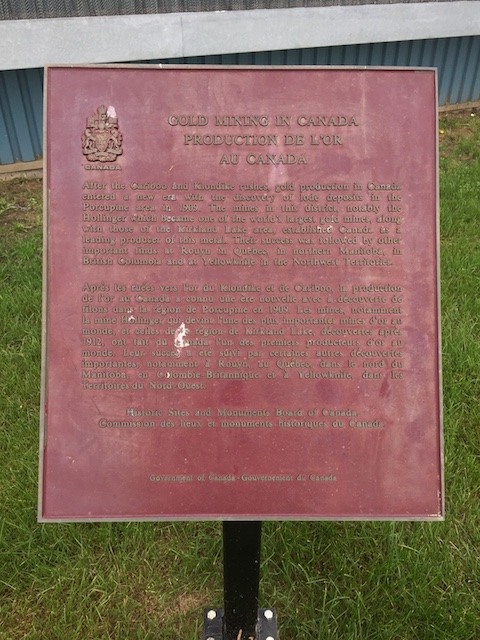 CANADA
GOLD MINING IN CANADA
PRODUCTION DE L'OR
AU CANADA
After the Cariboo and Klondike rushes, gold production in Canada
entered a new era with the discovery of lode deposits in the
Porcupine area in 1909. The mines in this district, notably the
Hollinger which became one of the world's largest gold mines, along
with those of the Kirkland Lake area, established Canada as a
leading producer of this metal. Their success was followed by other
important finds at Rouyn in Quebec, in northern Manitoba, in
British Columbia and at Yellowknife in the Northwest Territories.
Après les ruées vers l'or du Klondike et de Cariboo, la production
de l'or au Canada a connu une ère nouvelle avec la découverte de
filons dans la région de Porcupine en 1909. Les mines, notamment
la mine Hollinger qui devint l'une des plus importantes mines d'or au
monde, et celles de la région de Kirkland Lake, découvertes après
1912, ont fait du Canada l'un des premiers producteurs d'or au
monde. Leur succès a été suivi par certaines autres découvertes
importantes, notamment à Rouyn, au Québec, dans le nord du
Manitoba, en Colombie-Britannique et à Yellowknife, dans les
Territoires du Nord-Ouest.
Historic Sites and Monuments Board of Canada
Commission des lieux et monuments historiques du Canada
Government of Canada - Gouvernement du Canada